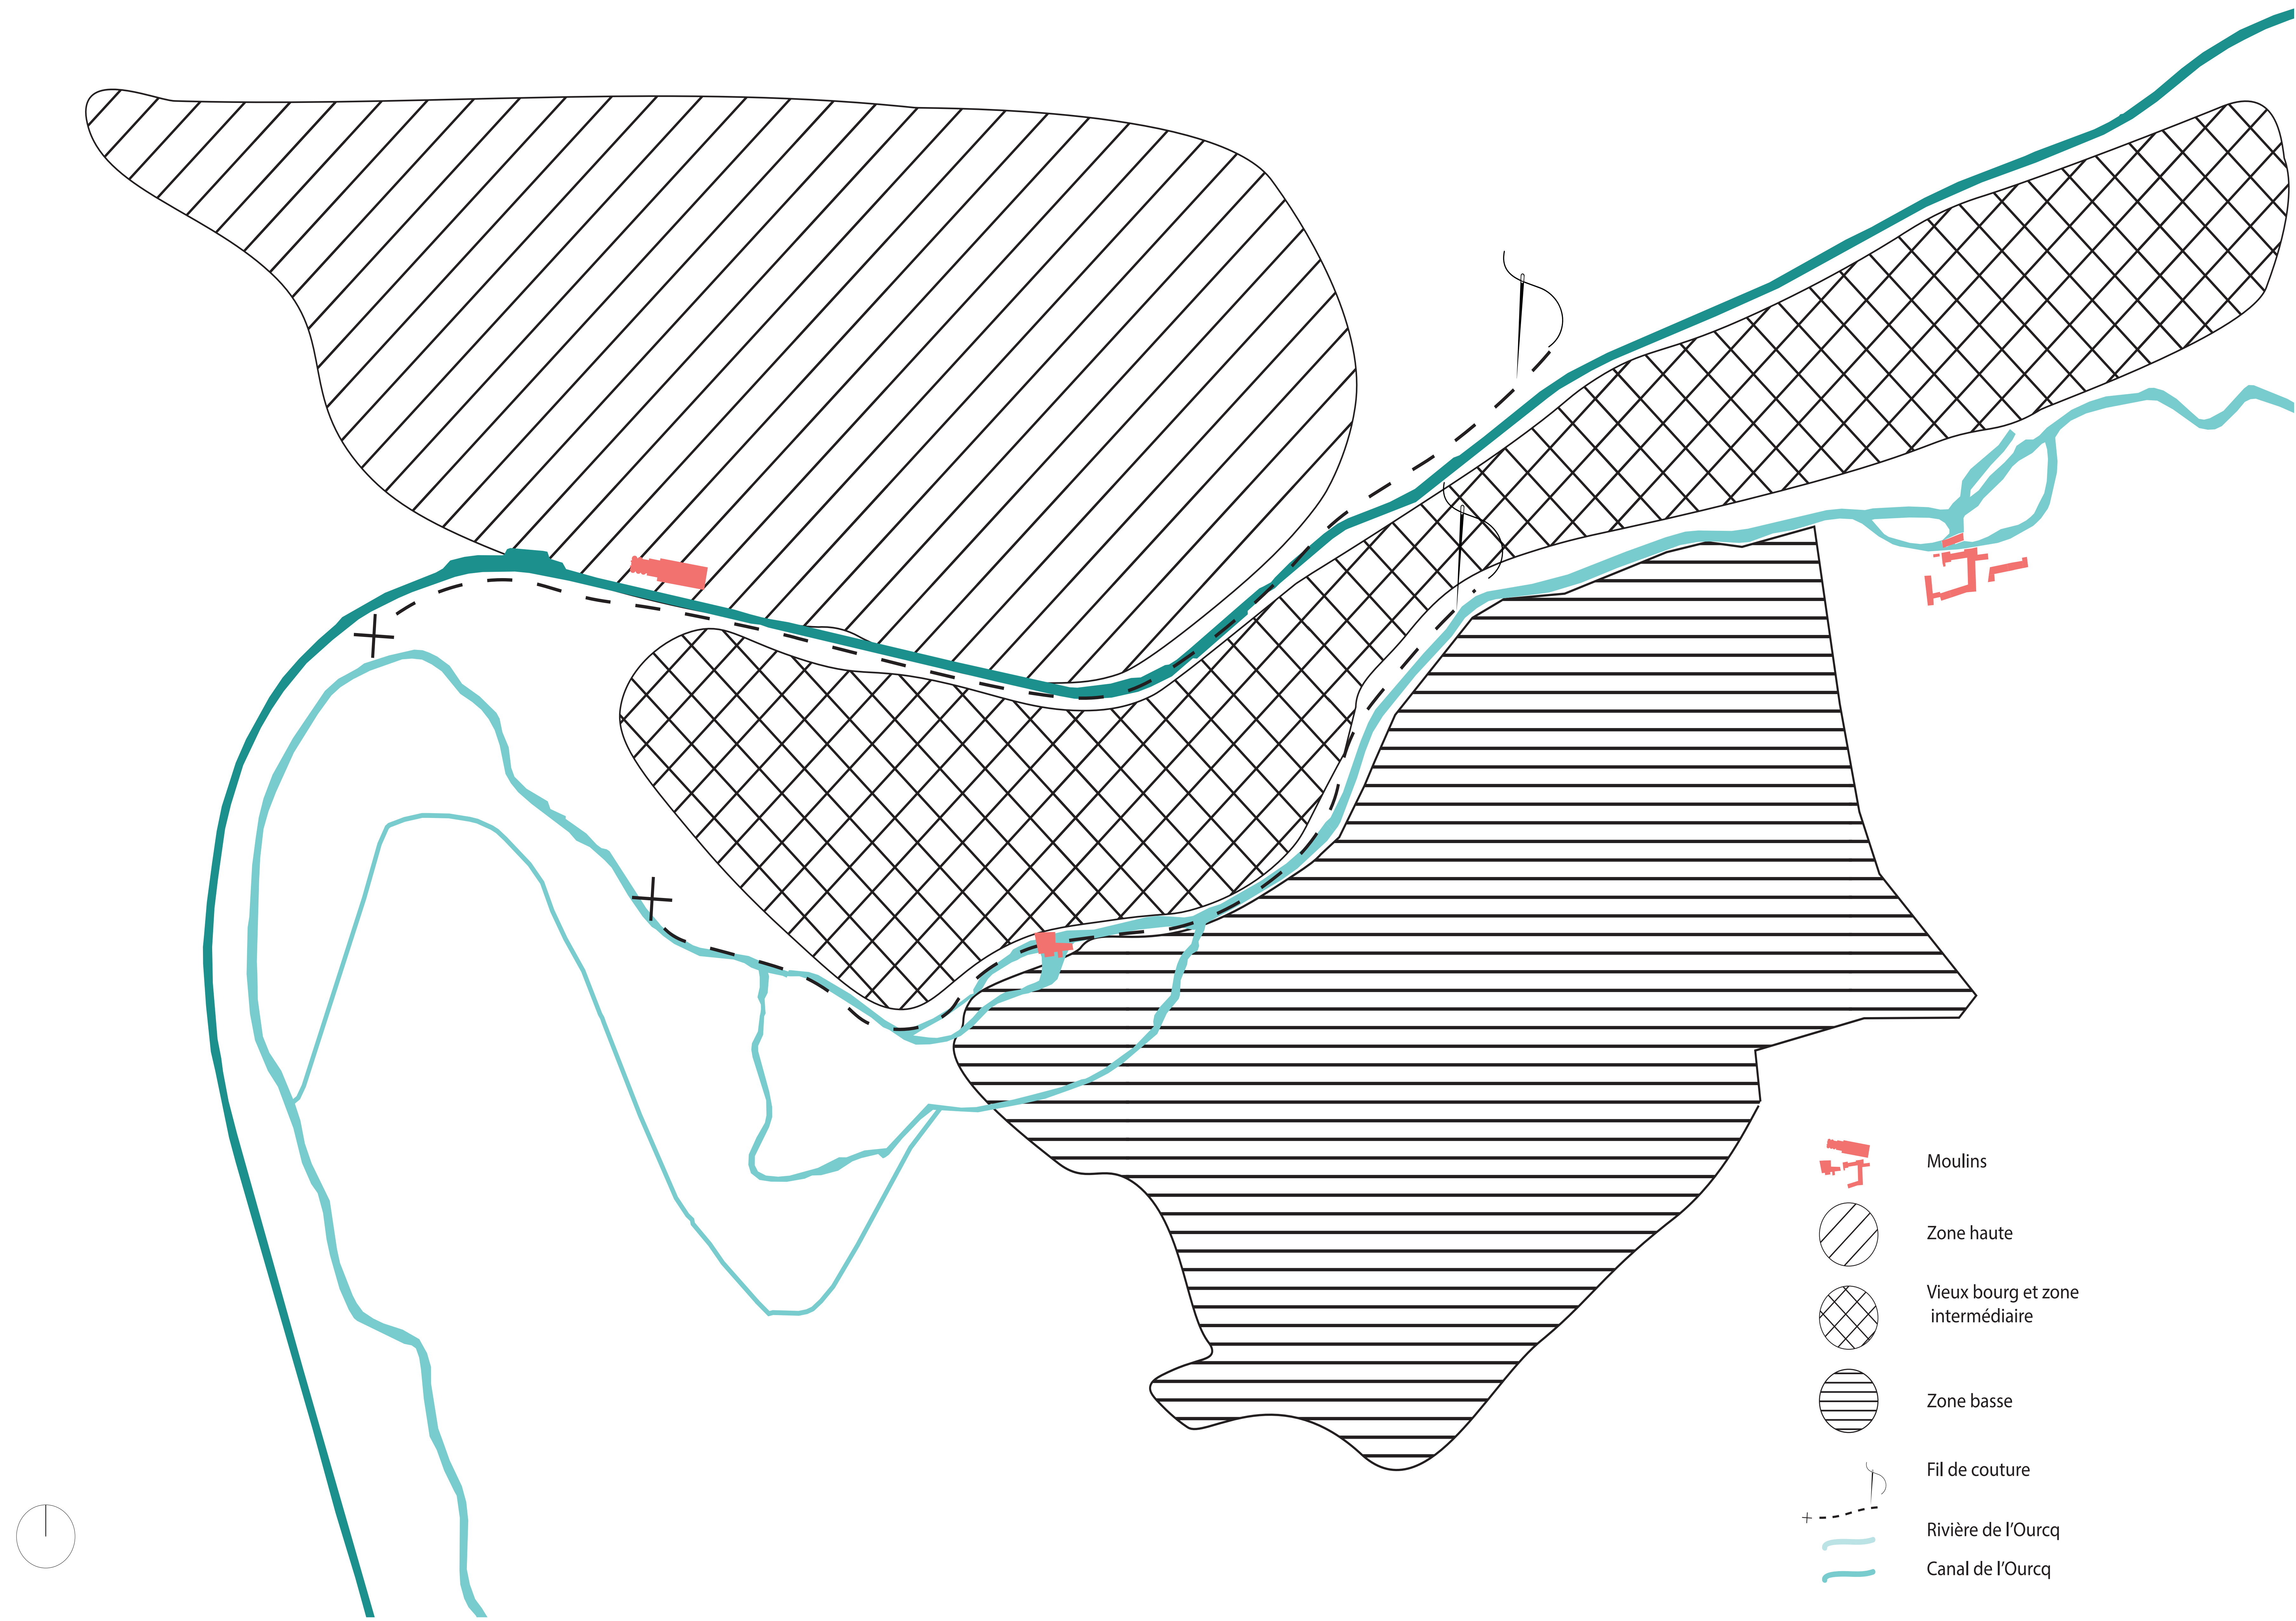 Moulins
Zone haute
Vieux bourg et zone
intermédiaire
Zone basse
Fil de couture
Rivière de l'Ourcq
Canal de l'Ourcq